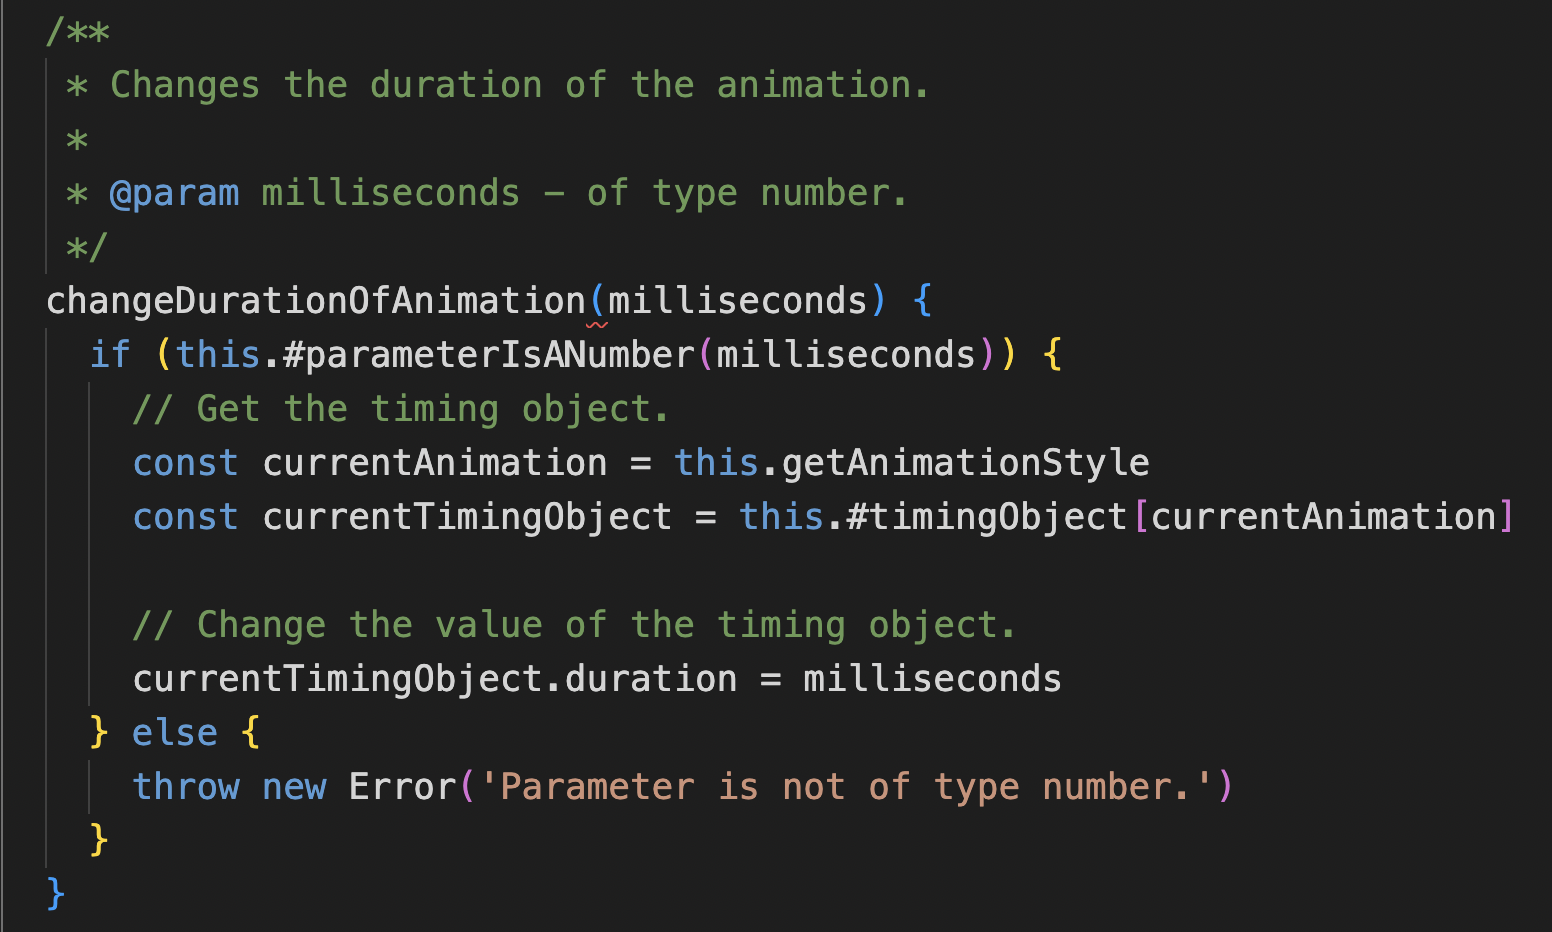 /**
 * Changes the duration of the animation.
 *
 * @param milliseconds - of type number.
 */
changeDurationOfAnimation(milliseconds) {
  if (this.#parameterIsANumber(milliseconds)) {
    // Get the timing object.
    const currentAnimation = this.getAnimationStyle
    const currentTimingObject = this.#timingObject[currentAnimation]

    // Change the value of the timing object.
    currentTimingObject.duration = milliseconds
  } else {
    throw new Error('Parameter is not of type number.')
  }
}